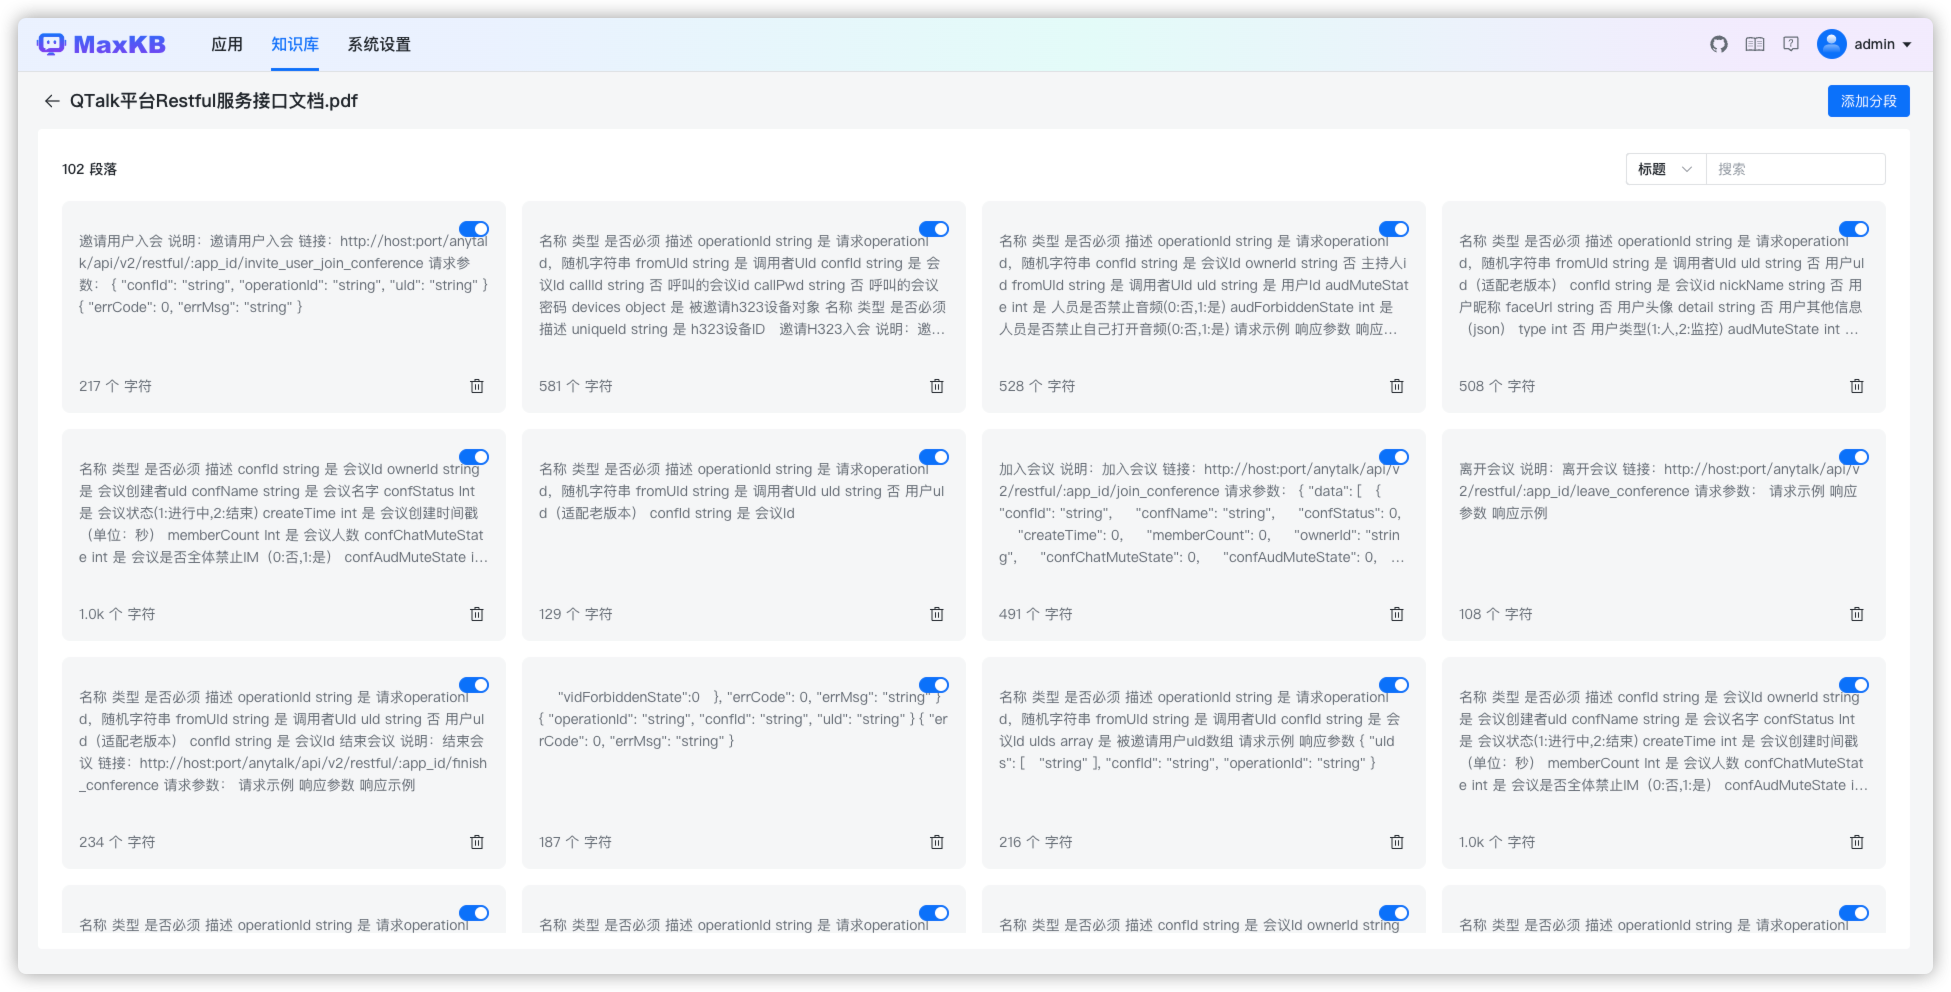 MaxKB 应用 知识库 系统设置 admin
QTalk平台Restful服务接口文档.pdf 添加分段
102 段落 标题 搜索
邀请用户入会 说明：邀请用户入会 链接：http://host:port/anytal
k/api/v2/restful/:app_id/invite_user_join_conference 请求参
数： { "confId": "string", "operationId": "string", "uId": "string" }
{ "errCode": 0, "errMsg": "string" }
217 个 字符
名称 类型 是否必须 描述 operationId string 是 请求operationI
d，随机字符串 fromUId string 是 调用者UId confId string 是 会
议Id callId string 否 呼叫的会议id callPwd string 否 呼叫的会议
密码 devices object 是 被邀请h323设备对象 名称 类型 是否必须
描述 uniqueId string 是 h323设备ID 邀请H323入会 说明：邀...
581 个 字符
名称 类型 是否必须 描述 operationId string 是 请求operationI
d，随机字符串 confId string 是 会议Id ownerId string 否 主持人i
d fromUId string 是 调用者UId uId string 是 用户Id audMuteStat
e int 是 人员是否禁止音频(0:否,1:是) audForbiddenState int 是
人员是否禁止自己打开音频(0:否,1:是) 请求示例 响应参数 响应...
528 个 字符
名称 类型 是否必须 描述 operationId string 是 请求operationI
d，随机字符串 fromUId string 是 调用者UId uId string 否 用户uI
d（适配老版本） confId string 是 会议id nickName string 否 用
户昵称 faceUrl string 否 用户头像 detail string 否 用户其他信息
（json） type int 否 用户类型(1:人,2:监控) audMuteState int ...
508 个 字符
名称 类型 是否必须 描述 confId string 是 会议Id ownerId string
是 会议创建者uId confName string 是 会议名字 confStatus Int
是 会议状态(1:进行中,2:结束) createTime int 是 会议创建时间戳
（单位：秒） memberCount Int 是 会议人数 confChatMuteStat
e int 是 会议是否全体禁止IM（0:否,1:是） confAudMuteState i...
1.0k 个 字符
名称 类型 是否必须 描述 operationId string 是 请求operationI
d，随机字符串 fromUId string 是 调用者UId uId string 否 用户uI
d（适配老版本） confId string 是 会议Id
129 个 字符
加入会议 说明：加入会议 链接：http://host:port/anytalk/api/v
2/restful/:app_id/join_conference 请求参数： { "data": [ {
"confId": "string", "confName": "string", "confStatus": 0,
"createTime": 0, "memberCount": 0, "ownerId": "strin
g", "confChatMuteState": 0, "confAudMuteState": 0, ...
491 个 字符
离开会议 说明：离开会议 链接：http://host:port/anytalk/api/v
2/restful/:app_id/leave_conference 请求参数： 请求示例 响应
参数 响应示例
108 个 字符
名称 类型 是否必须 描述 operationId string 是 请求operationI
d，随机字符串 fromUId string 是 调用者UId uId string 否 用户uI
d（适配老版本） confId string 是 会议Id 结束会议 说明：结束会
议 链接：http://host:port/anytalk/api/v2/restful/:app_id/finish
_conference 请求参数： 请求示例 响应参数 响应示例
234 个 字符
"vidForbiddenState":0 }, "errCode": 0, "errMsg": "string" }
{ "operationId": "string", "confId": "string", "uId": "string" } { "er
rCode": 0, "errMsg": "string" }
187 个 字符
名称 类型 是否必须 描述 operationId string 是 请求operationI
d，随机字符串 fromUId string 是 调用者UId confId string 是 会
议Id uIds array 是 被邀请用户uId数组 请求示例 响应参数 { "uId
s": [ "string" ], "confId": "string", "operationId": "string" }
216 个 字符
名称 类型 是否必须 描述 confId string 是 会议Id ownerId string
是 会议创建者uId confName string 是 会议名字 confStatus Int
是 会议状态(1:进行中,2:结束) createTime int 是 会议创建时间戳
（单位：秒） memberCount Int 是 会议人数 confChatMuteStat
e int 是 会议是否全体禁止IM（0:否,1:是） confAudMuteState i...
1.0k 个 字符
名称 类型 是否必须 描述 operationId string 是 请求operationI
名称 类型 是否必须 描述 operationId string 是 请求operationI
名称 类型 是否必须 描述 confId string 是 会议Id ownerId string
名称 类型 是否必须 描述 operationId string 是 请求operationI